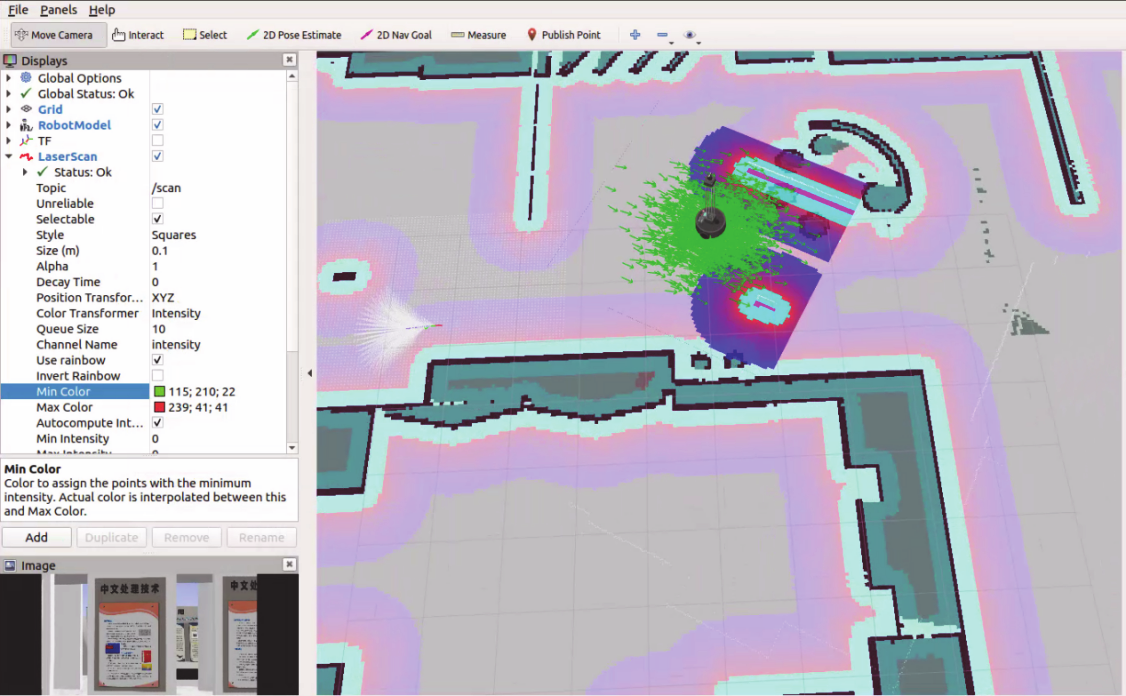 File Panels Help
Move Camera Interact Select 2D Pose Estimate 2D Nav Goal Measure Publish Point
Displays
Global Options
Global Status: Ok
Grid
RobotModel
TF
LaserScan
Status: Ok
Topic /scan
Unreliable
Selectable
Style Squares
Size (m) 0.1
Alpha 1
Decay Time 0
Position Transfor... XYZ
Color Transformer Intensity
Queue Size 10
Channel Name intensity
Use rainbow
Invert Rainbow
Min Color 115; 210; 22
Max Color 239; 41; 41
Autocompute Int...
Min Intensity 0
Max Intensity 0
Min Color
Color to assign the points with the minimum
intensity. Actual color is interpolated between this
and Max Color.
Add Duplicate Remove Rename
Image
中文处理技术 中文处